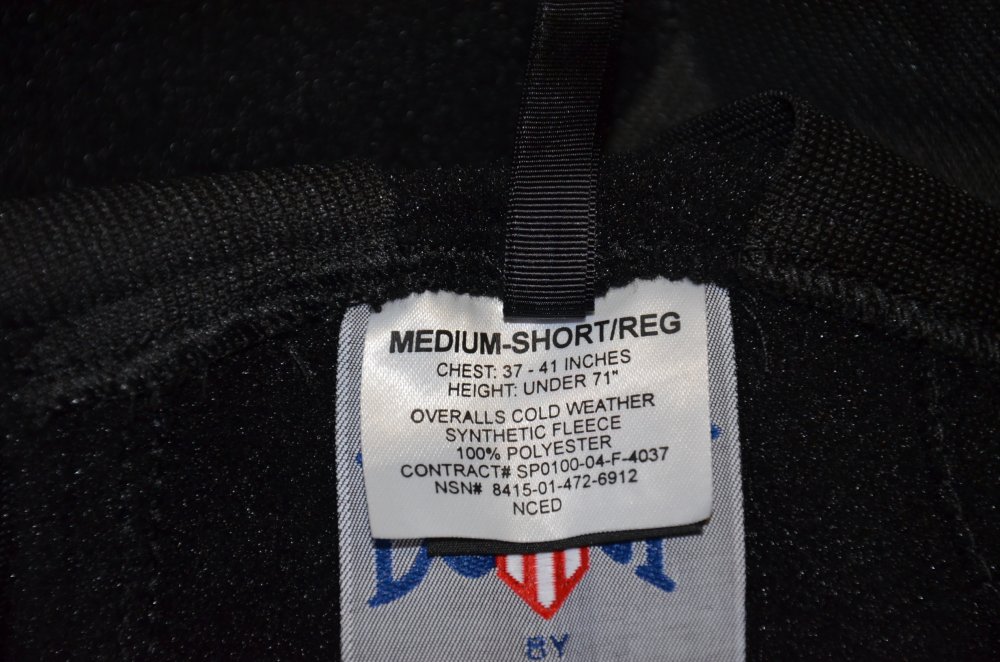 MEDIUM-SHORT/REG
CHEST: 37 - 41 INCHES
HEIGHT: UNDER 71"
OVERALLS COLD WEATHER
SYNTHETIC FLEECE
100% POLYESTER
CONTRACT# SP0100-04-F-4037
NSN# 8415-01-472-6912
NCED
BY